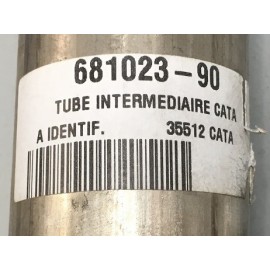 681023-90
TUBE INTERMEDIAIRE CATA
A IDENTIF. 35512 CATA